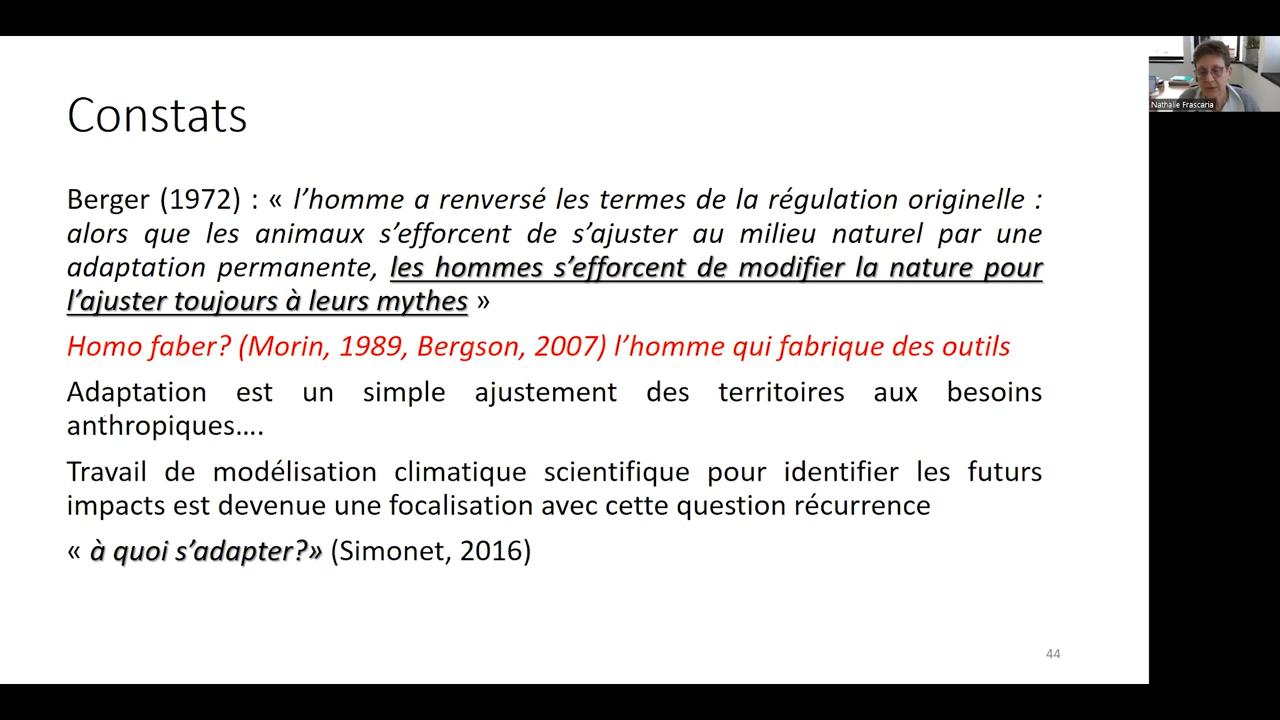 Constats
Berger (1972) : « l’homme a renversé les termes de la régulation originelle :
alors que les animaux s’efforcent de s’ajuster au milieu naturel par une
adaptation permanente, les hommes s’efforcent de modifier la nature pour
l’ajuster toujours à leurs mythes »
Homo faber? (Morin, 1989, Bergson, 2007) l’homme qui fabrique des outils
Adaptation est un simple ajustement des territoires aux besoins
anthropiques….
Travail de modélisation climatique scientifique pour identifier les futurs
impacts est devenue une focalisation avec cette question récurrence
« à quoi s’adapter?» (Simonet, 2016)
44
Nathalie Frascaria